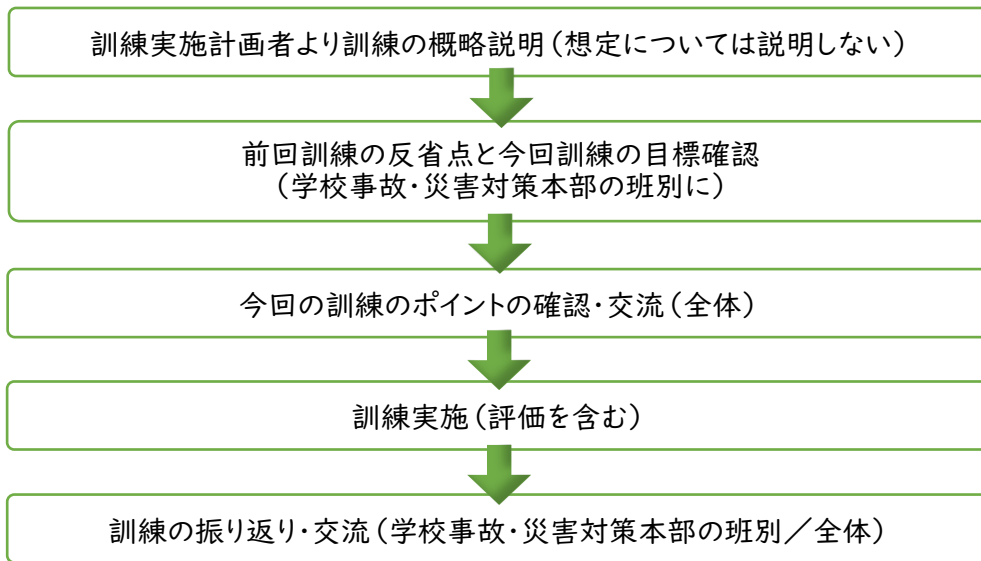 訓練実施計画者より訓練の概略説明（想定については説明しない）
前回訓練の反省点と今回訓練の目標確認
（学校事故・災害対策本部の班別に）
今回の訓練のポイントの確認・交流（全体）
訓練実施（評価を含む）
訓練の振り返り・交流（学校事故・災害対策本部の班別／全体）